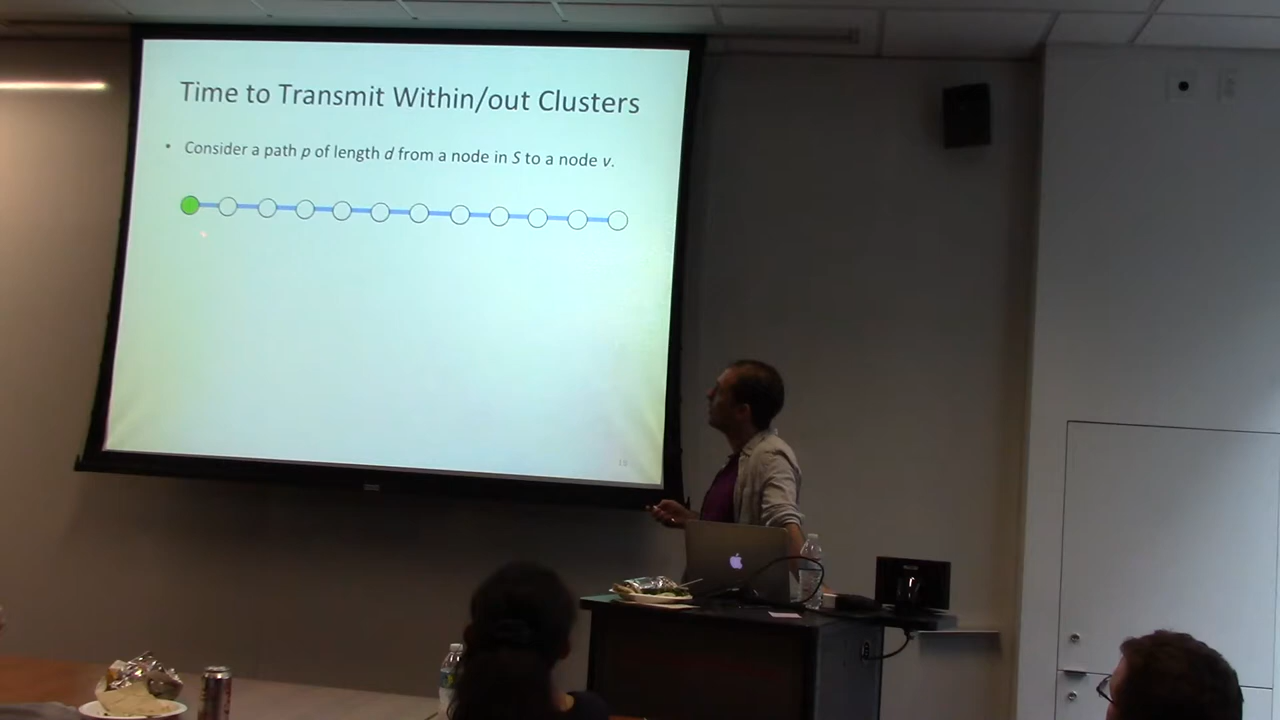 Time to Transmit Within/out Clusters
• Consider a path p of length d from a node in S to a node v.